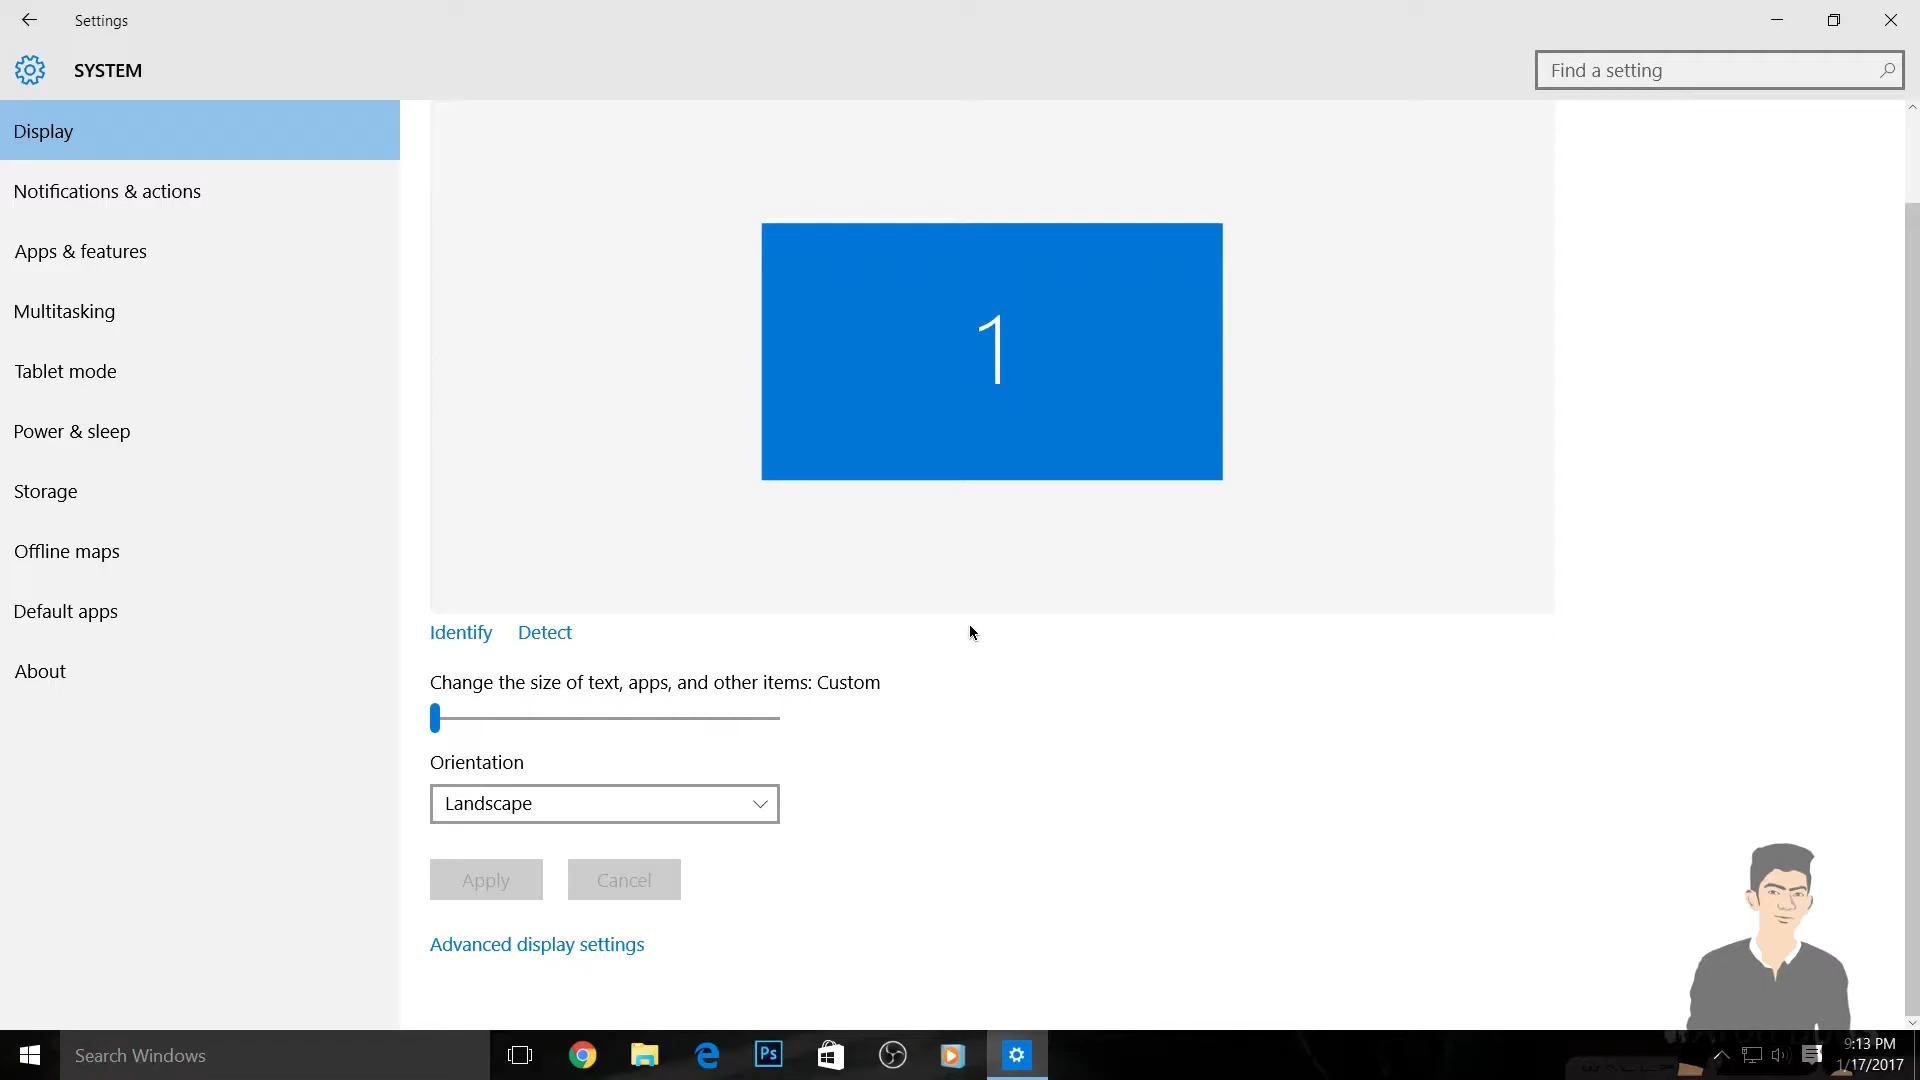 Settings
SYSTEM
Find a setting
Display
Notifications & actions
Apps & features
Multitasking
Tablet mode
Power & sleep
Storage
Offline maps
Default apps
About
1
Identify Detect
Change the size of text, apps, and other items: Custom
Orientation
Landscape
Apply Cancel
Advanced display settings
Search Windows
Ps
9:13 PM
1/17/2017